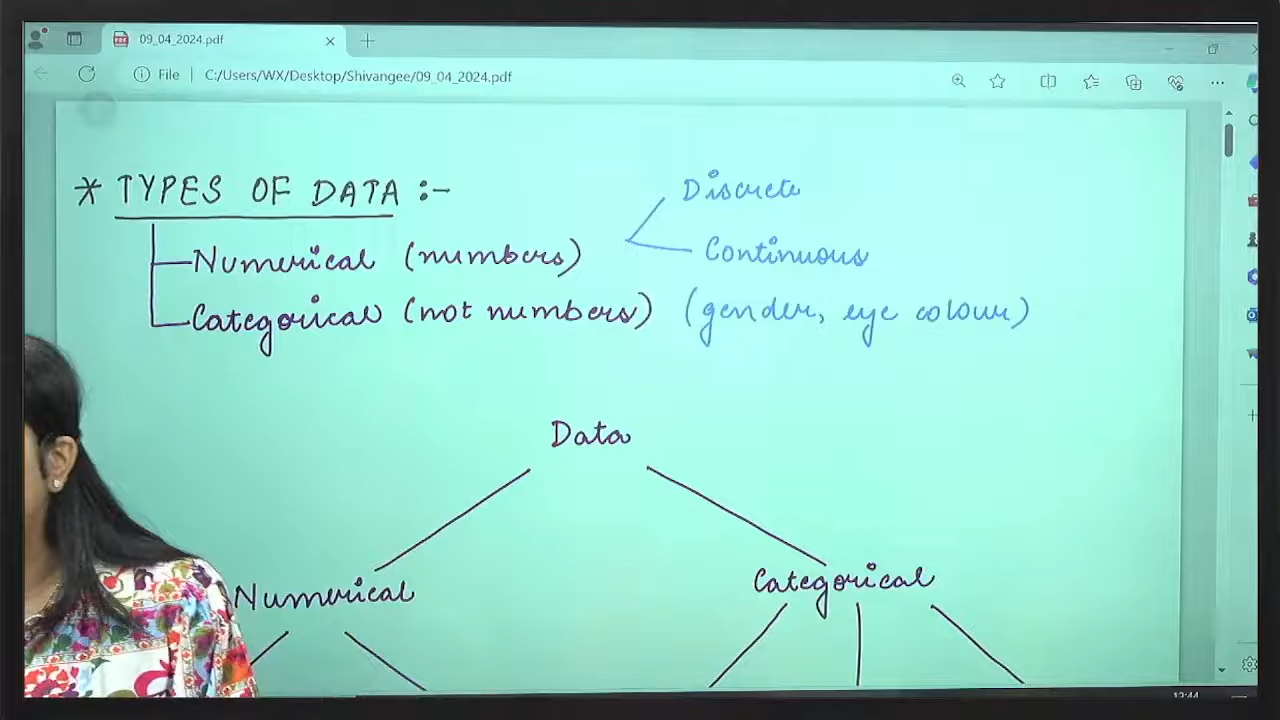 09_04_2024.pdf
File | C:/Users/WX/Desktop/Shivangee/09_04_2024.pdf
* TYPES OF DATA :-
Discrete
Numerical (numbers)
Continuous
Categorical (not numbers) (gender, eye colour)
Data
Numerical
Categorical